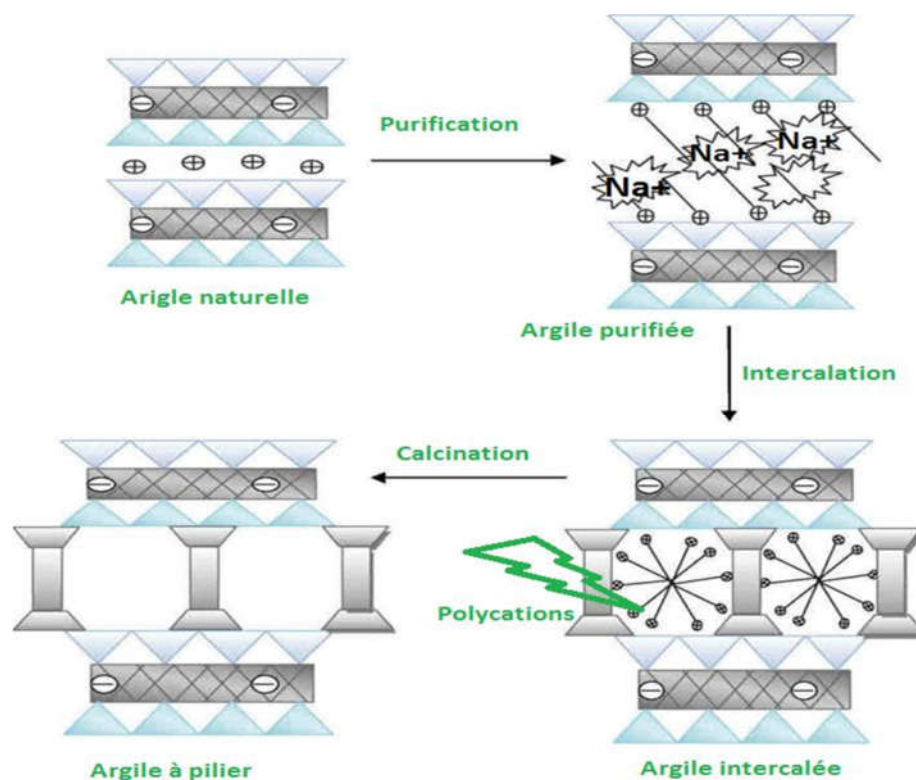 Purification
Na+
Na+
Na+
Arigle naturelle
Argile purifiée
Intercalation
Calcination
Polycations
Argile à pilier
Argile intercalée